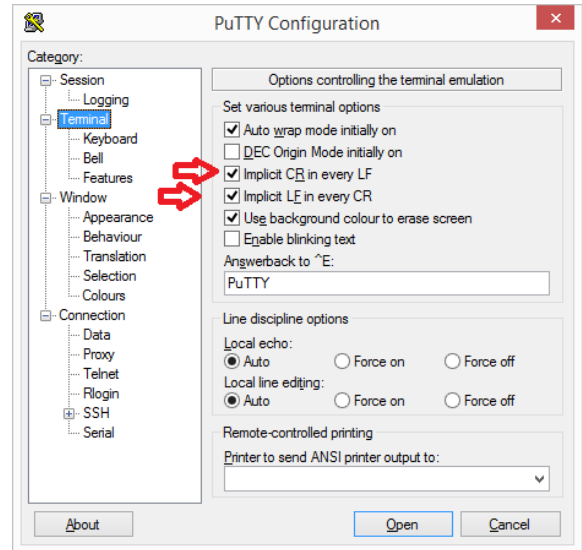 PuTTY Configuration
Category:
Session
Logging
Terminal
Keyboard
Bell
Features
Window
Appearance
Behaviour
Translation
Selection
Colours
Connection
Data
Proxy
Telnet
Rlogin
SSH
Serial
Options controlling the terminal emulation
Set various terminal options
Auto wrap mode initially on
DEC Origin Mode initially on
Implicit CR in every LF
Implicit LF in every CR
Use background colour to erase screen
Enable blinking text
Answerback to ^E:
PuTTY
Line discipline options
Local echo:
Auto Force on Force off
Local line editing:
Auto Force on Force off
Remote-controlled printing
Printer to send ANSI printer output to:
About Open Cancel